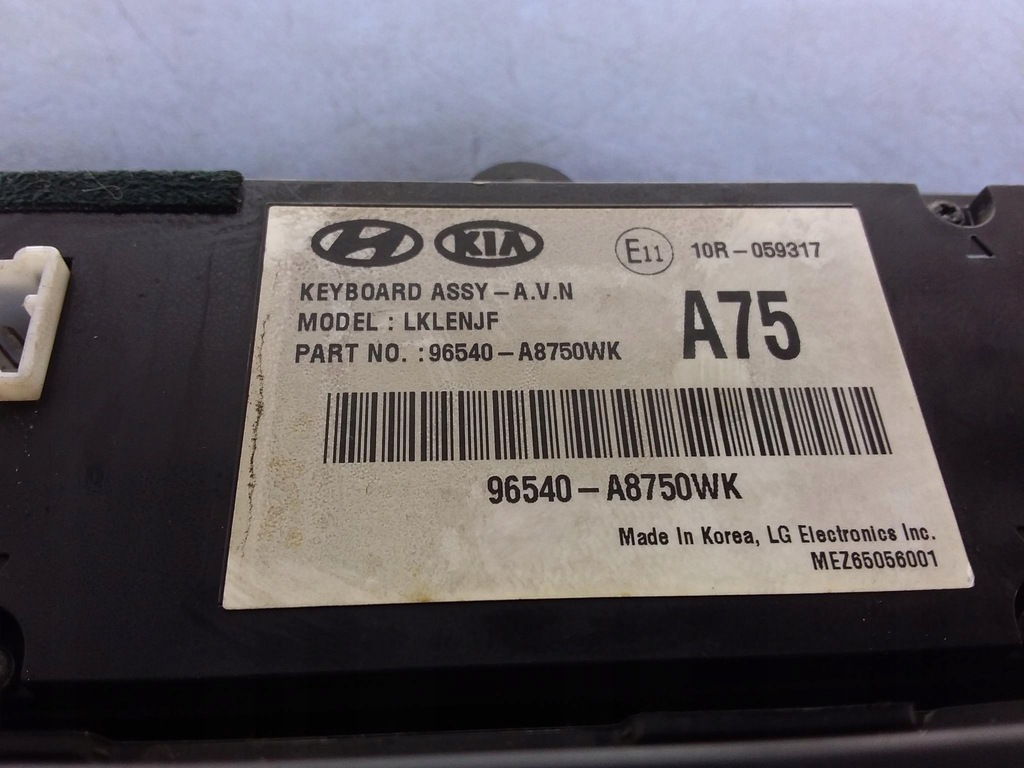 KIA
E11 10R-059317
KEYBOARD ASSY-A.V.N
MODEL : LKLENJF
A75
PART NO. : 96540-A8750WK
96540-A8750WK
Made In Korea, LG Electronics Inc.
MEZ65056001